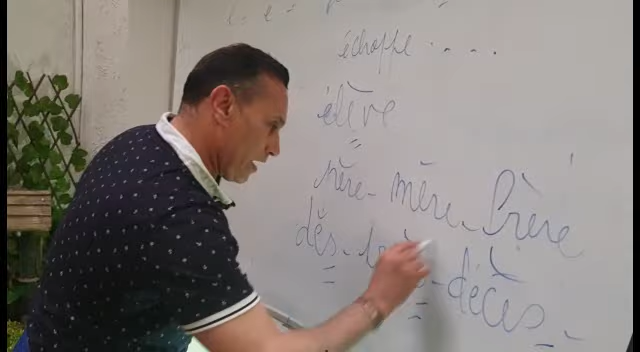 échoppe . - . . .
élève
père - mère - frère
dès - - décès -